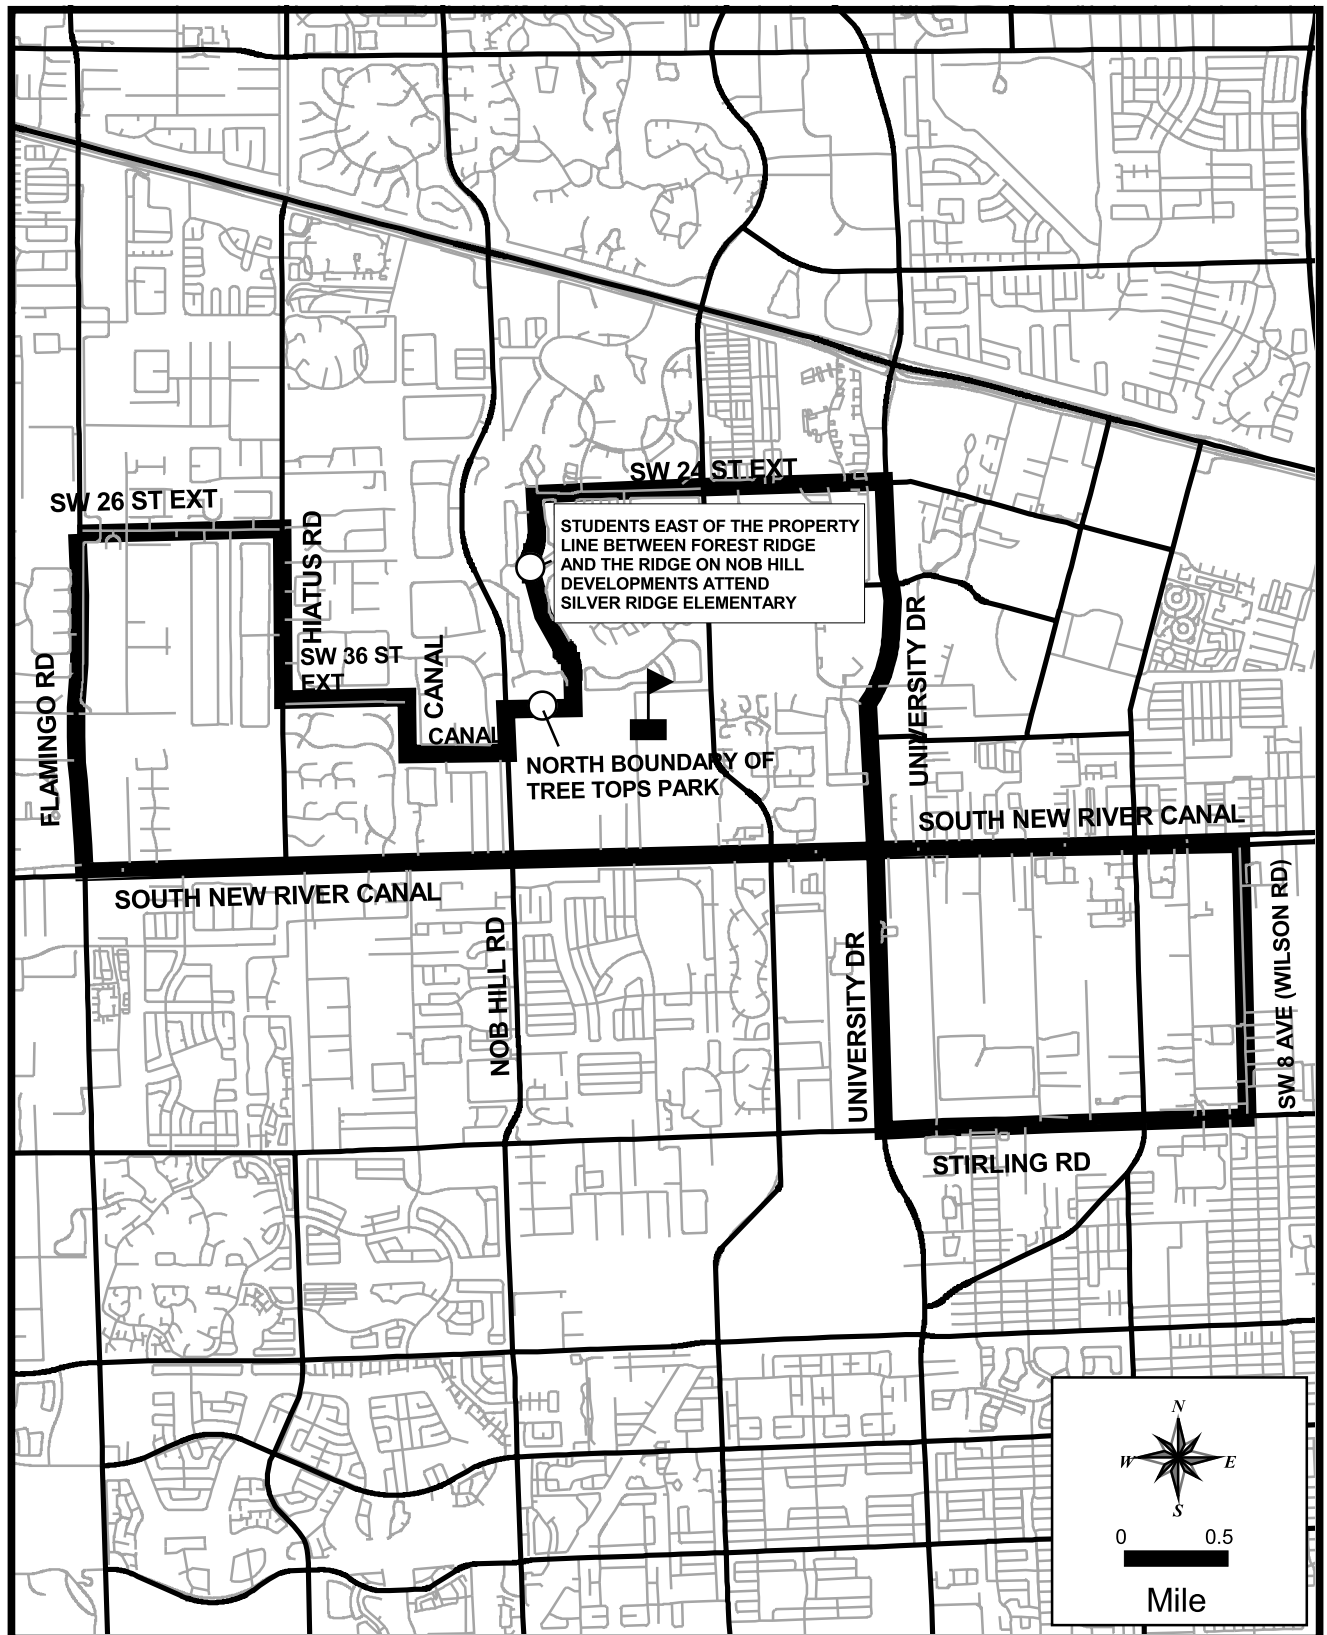 SW 24 ST EXT
SW 26 ST EXT
STUDENTS EAST OF THE PROPERTY
LINE BETWEEN FOREST RIDGE
AND THE RIDGE ON NOB HILL
DEVELOPMENTS ATTEND
SILVER RIDGE ELEMENTARY
HIATUS RD
SW 36 ST
EXT
CANAL
FLAMINGO RD
UNIVERSITY DR
CANAL
NORTH BOUNDARY OF
TREE TOPS PARK
SOUTH NEW RIVER CANAL
SOUTH NEW RIVER CANAL
NOB HILL RD
UNIVERSITY DR
SW 8 AVE (WILSON RD)
STIRLING RD
N
W E
S
0 0.5
Mile